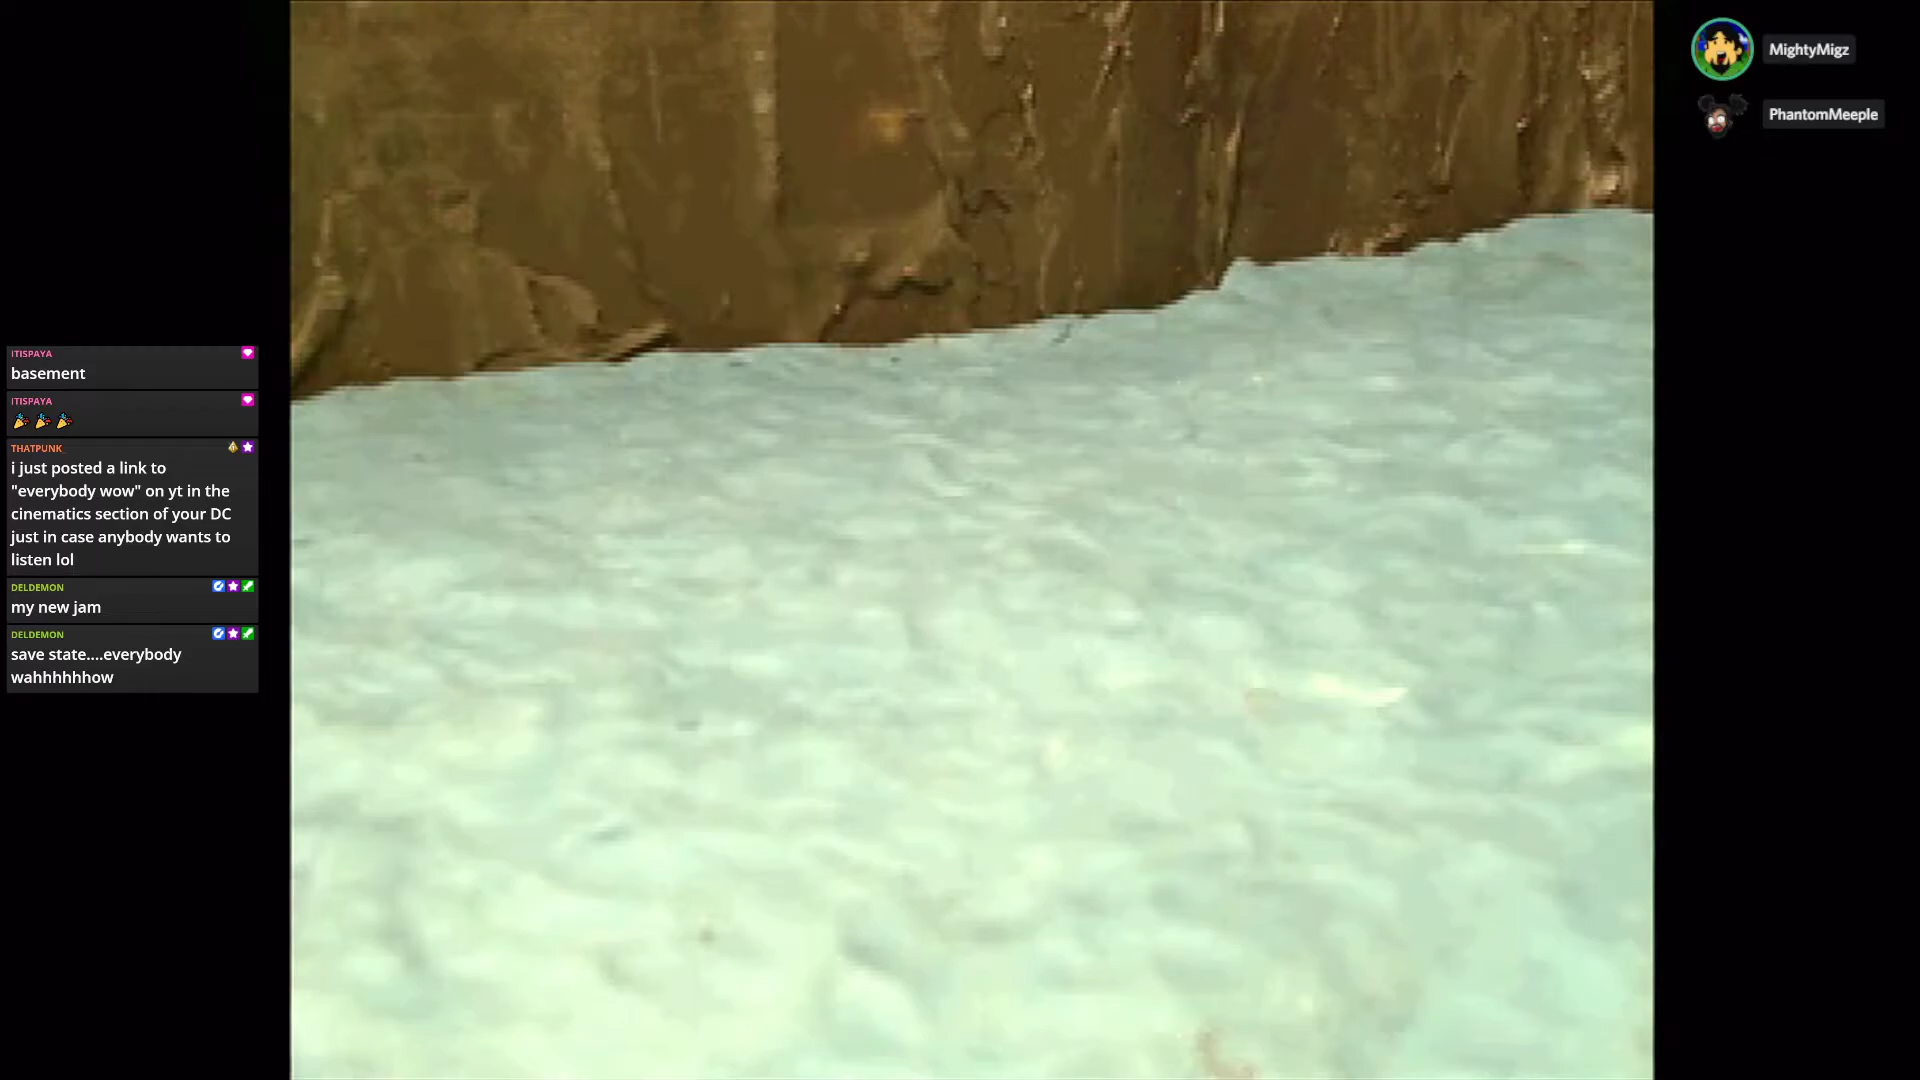 MightyMigz
PhantomMeeple
ITISPAYA
basement
ITISPAYA
THATPUNK_
i just posted a link to
"everybody wow" on yt in the
cinematics section of your DC
just in case anybody wants to
listen lol
DELDEMON
my new jam
DELDEMON
save state....everybody
wahhhhhhow